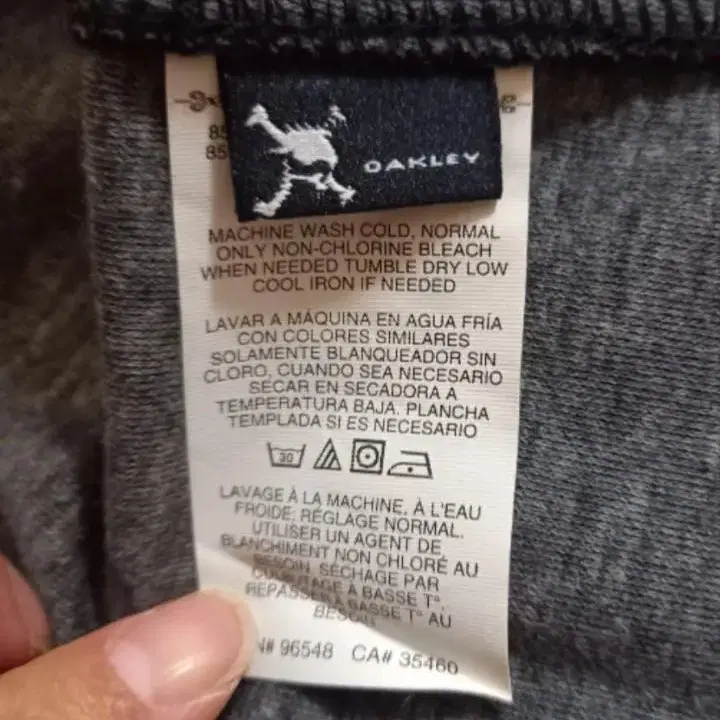 OAKLEY
MACHINE WASH COLD, NORMAL
ONLY NON-CHLORINE BLEACH
WHEN NEEDED TUMBLE DRY LOW
COOL IRON IF NEEDED
LAVAR A MÁQUINA EN AGUA FRÍA
CON COLORES SIMILARES
SOLAMENTE BLANQUEADOR SIN
CLORO, CUANDO SEA NECESARIO
SECAR EN SECADORA A
TEMPERATURA BAJA. PLANCHA
TEMPLADA SI ES NECESARIO
30
LAVAGE À LA MACHINE, À L'EAU
FROIDE; RÉGLAGE NORMAL.
UTILISER UN AGENT DE
BLANCHIMENT NON CHLORÉ AU
BESOIN. SÉCHAGE PAR
À BASSE T°.
REPASSER BASSE T° AU
N# 96548 CA# 35460